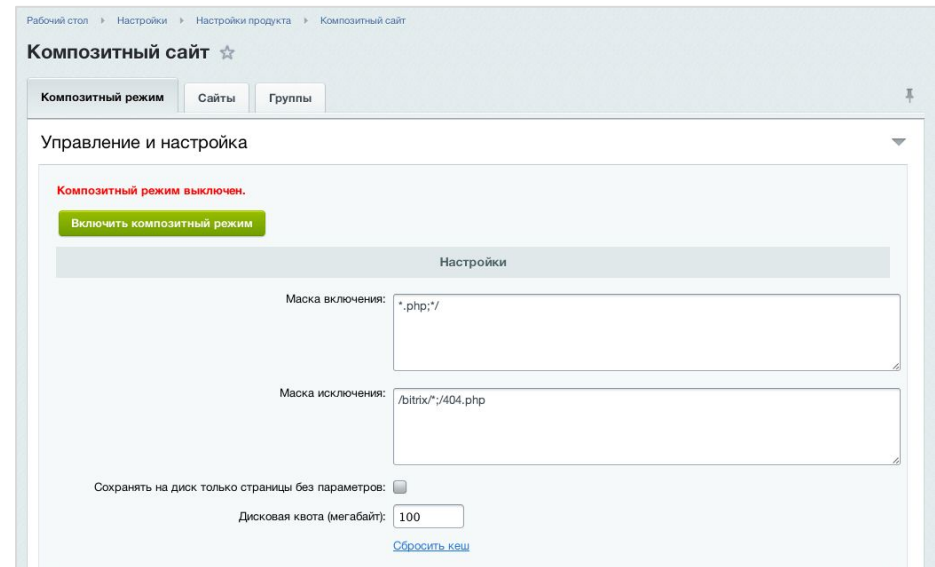 Рабочий стол Настройки Настройки продукта Композитный сайт
Композитный сайт
Композитный режим Сайты Группы
Управление и настройка
Композитный режим выключен.
Включить композитный режим
Настройки
Маска включения: *.php;*/
Маска исключения: /bitrix/*;/404.php
Сохранять на диск только страницы без параметров:
Дисковая квота (мегабайт): 100
Сбросить кеш